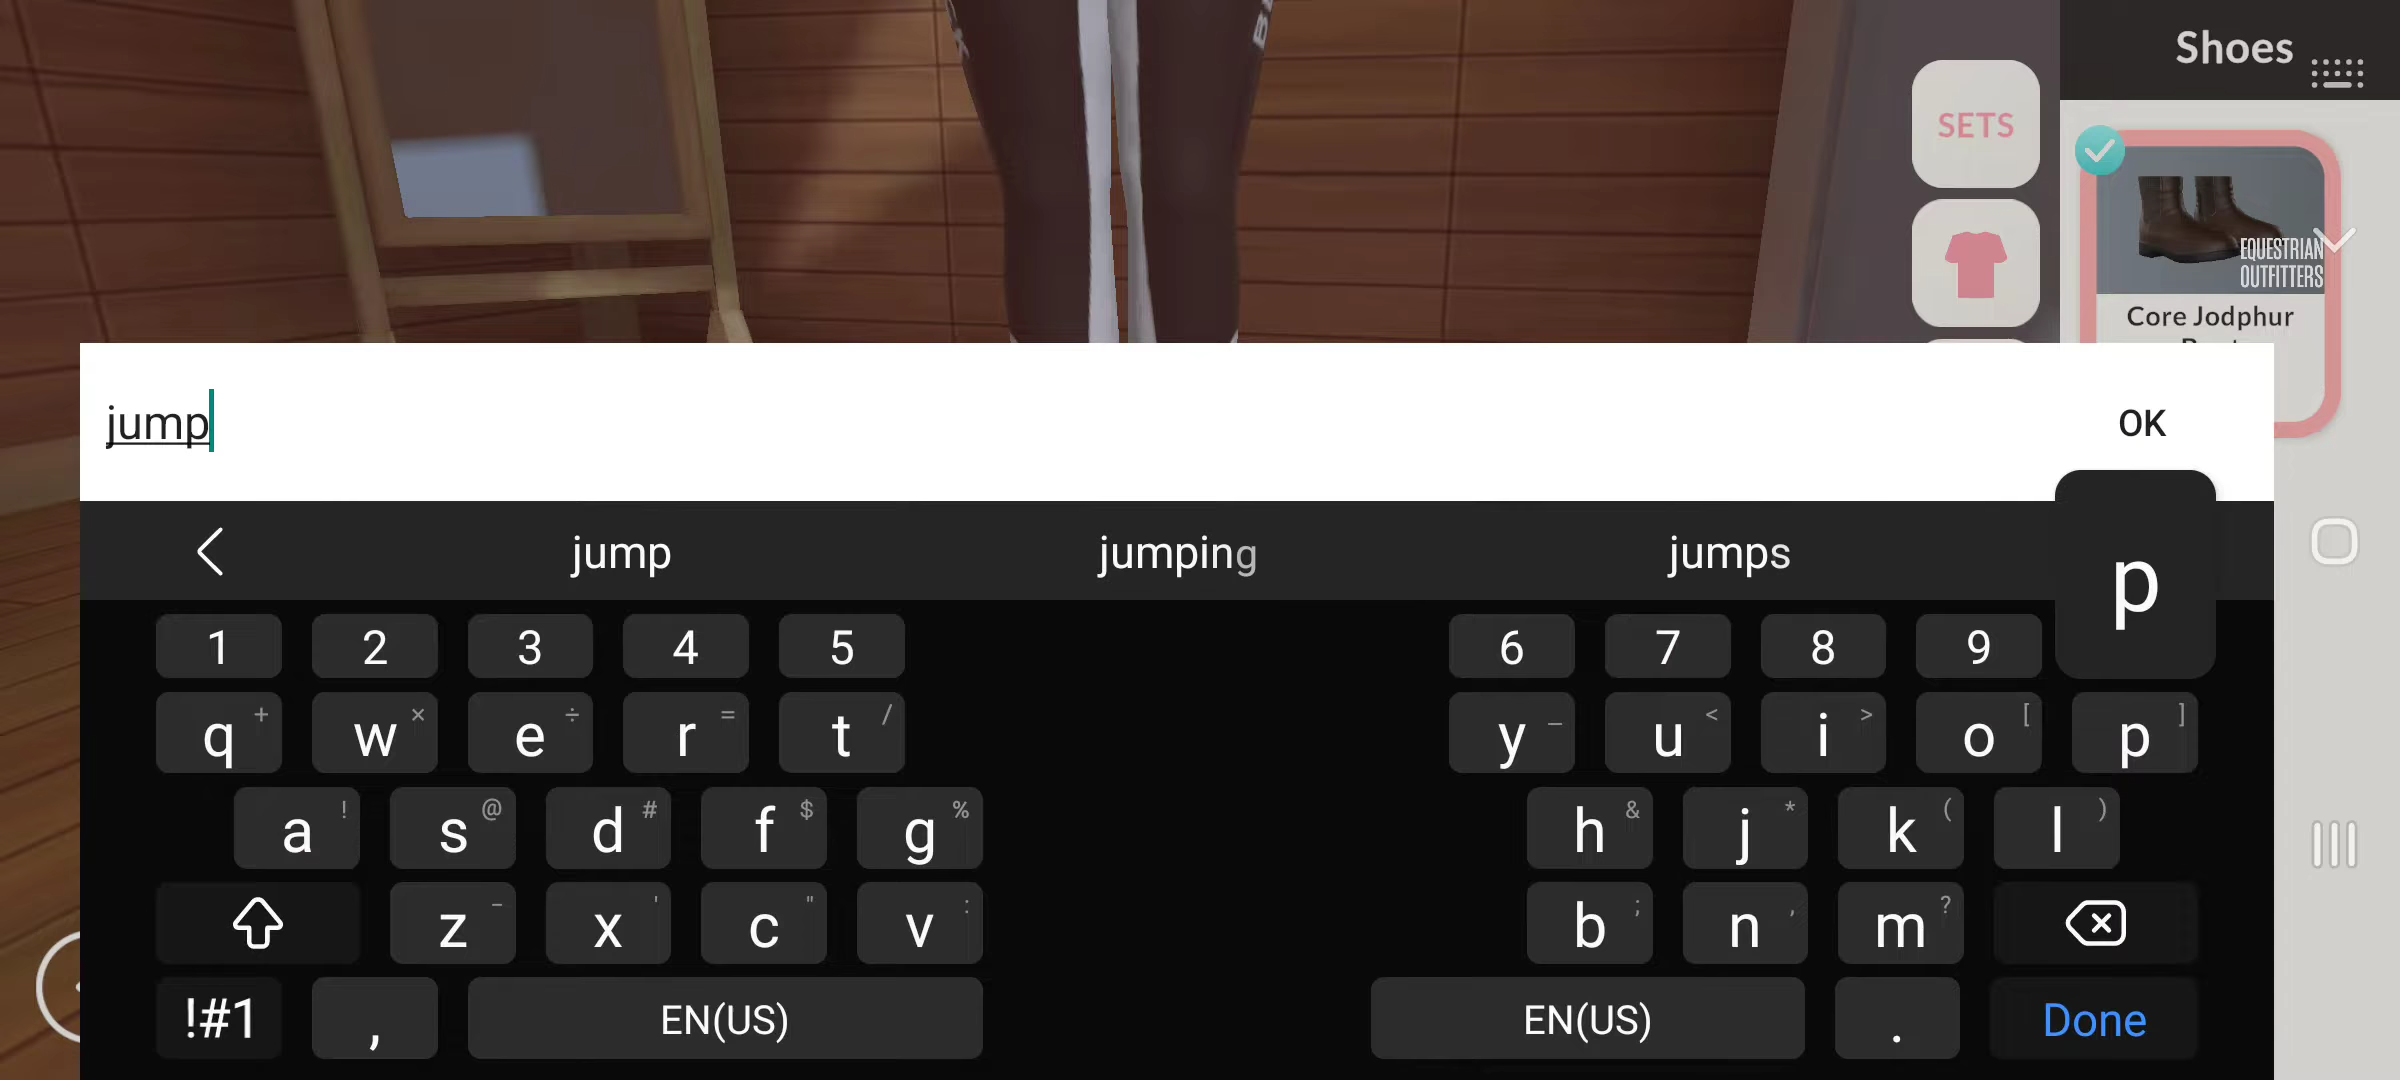 Shoes
SETS
EQUESTRIAN
OUTFITTERS
Core Jodphur
jump
OK
jump jumping jumps
p
1 2 3 4 5 6 7 8 9
q + w × e ÷ r = t / y _ u < i > o [ p ]
a ! s @ d # f $ g % h & j * k ( l )
z - x ' c " v : b ; n , m ?
!#1 , EN(US) EN(US) . Done